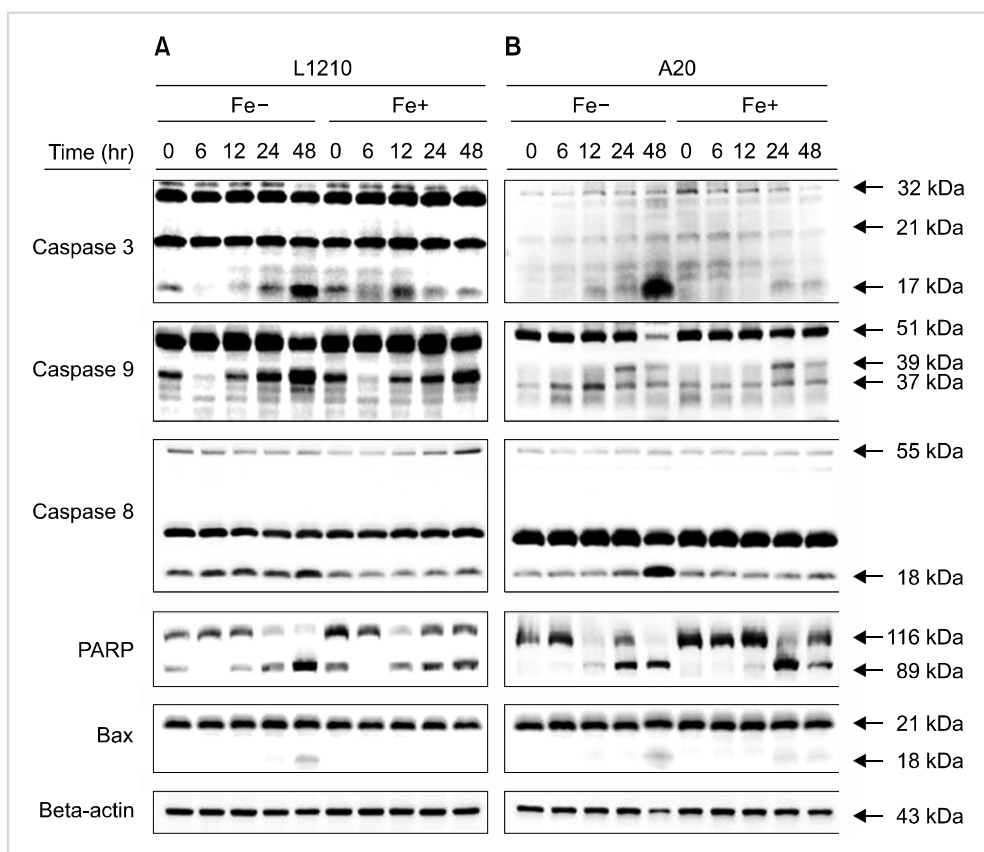 A B
L1210 A20
Fe− Fe+ Fe− Fe+
Time (hr) 0 6 12 24 48 0 6 12 24 48 0 6 12 24 48 0 6 12 24 48
32 kDa
21 kDa
Caspase 3
17 kDa
51 kDa
Caspase 9
39 kDa
37 kDa
55 kDa
Caspase 8
18 kDa
116 kDa
PARP
89 kDa
21 kDa
Bax
18 kDa
Beta-actin
43 kDa